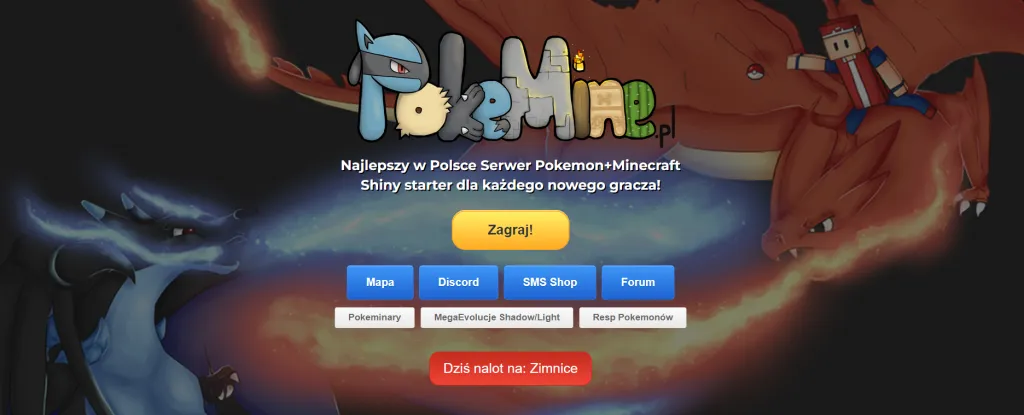 PokeMine.pl
Najlepszy w Polsce Serwer Pokemon+Minecraft
Shiny starter dla każdego nowego gracza!
Zagraj!
Mapa Discord SMS Shop Forum
Pokeminary MegaEvolucje Shadow/Light Resp Pokemonów
Dziś nalot na: Zimnice